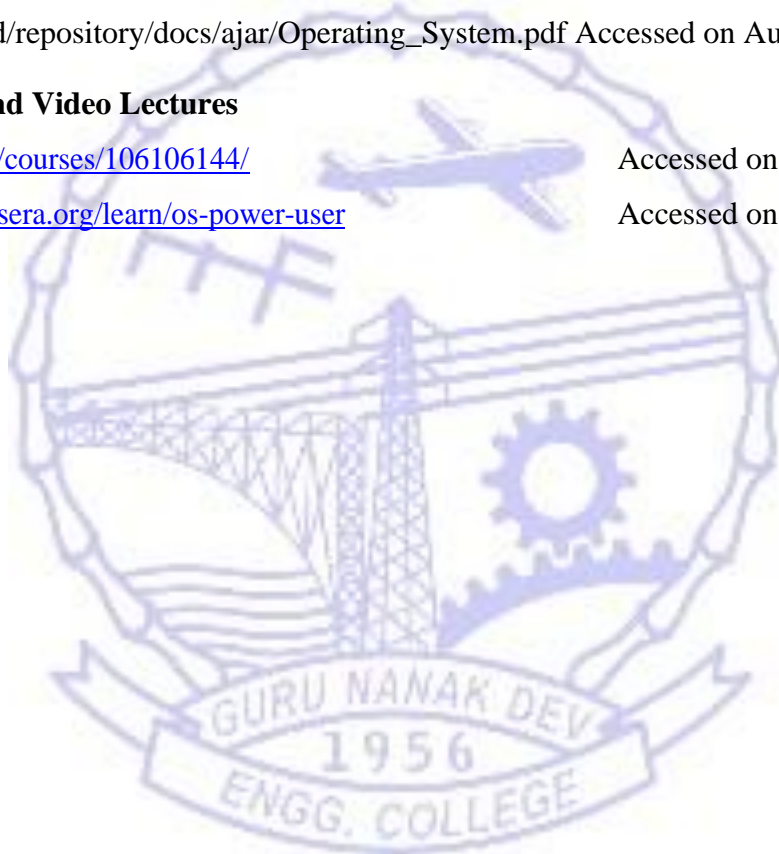 d/repository/docs/ajar/Operating_System.pdf Accessed on Au
nd Video Lectures
/courses/106106144/ Accessed on
sera.org/learn/os-power-user Accessed on
GURU NANAK DEV
1956
ENGG. COLLEGE